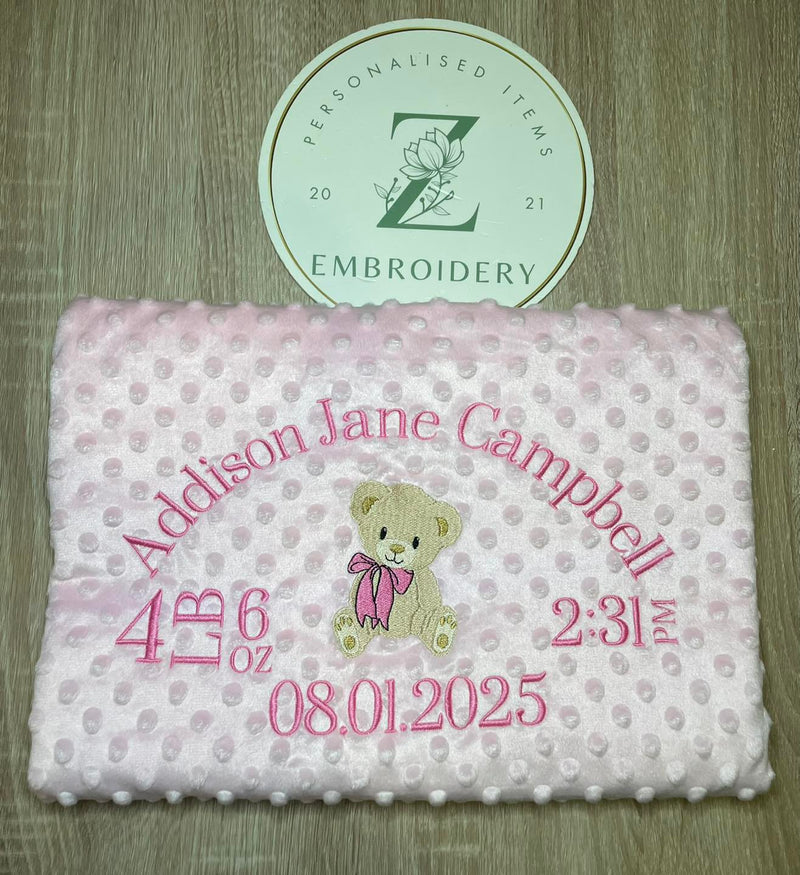 PERSONALISED ITEMS
Z
20 21
EMBROIDERY
Addison Jane Campbell
4 LB 6 oz
2:31 PM
08.01.2025